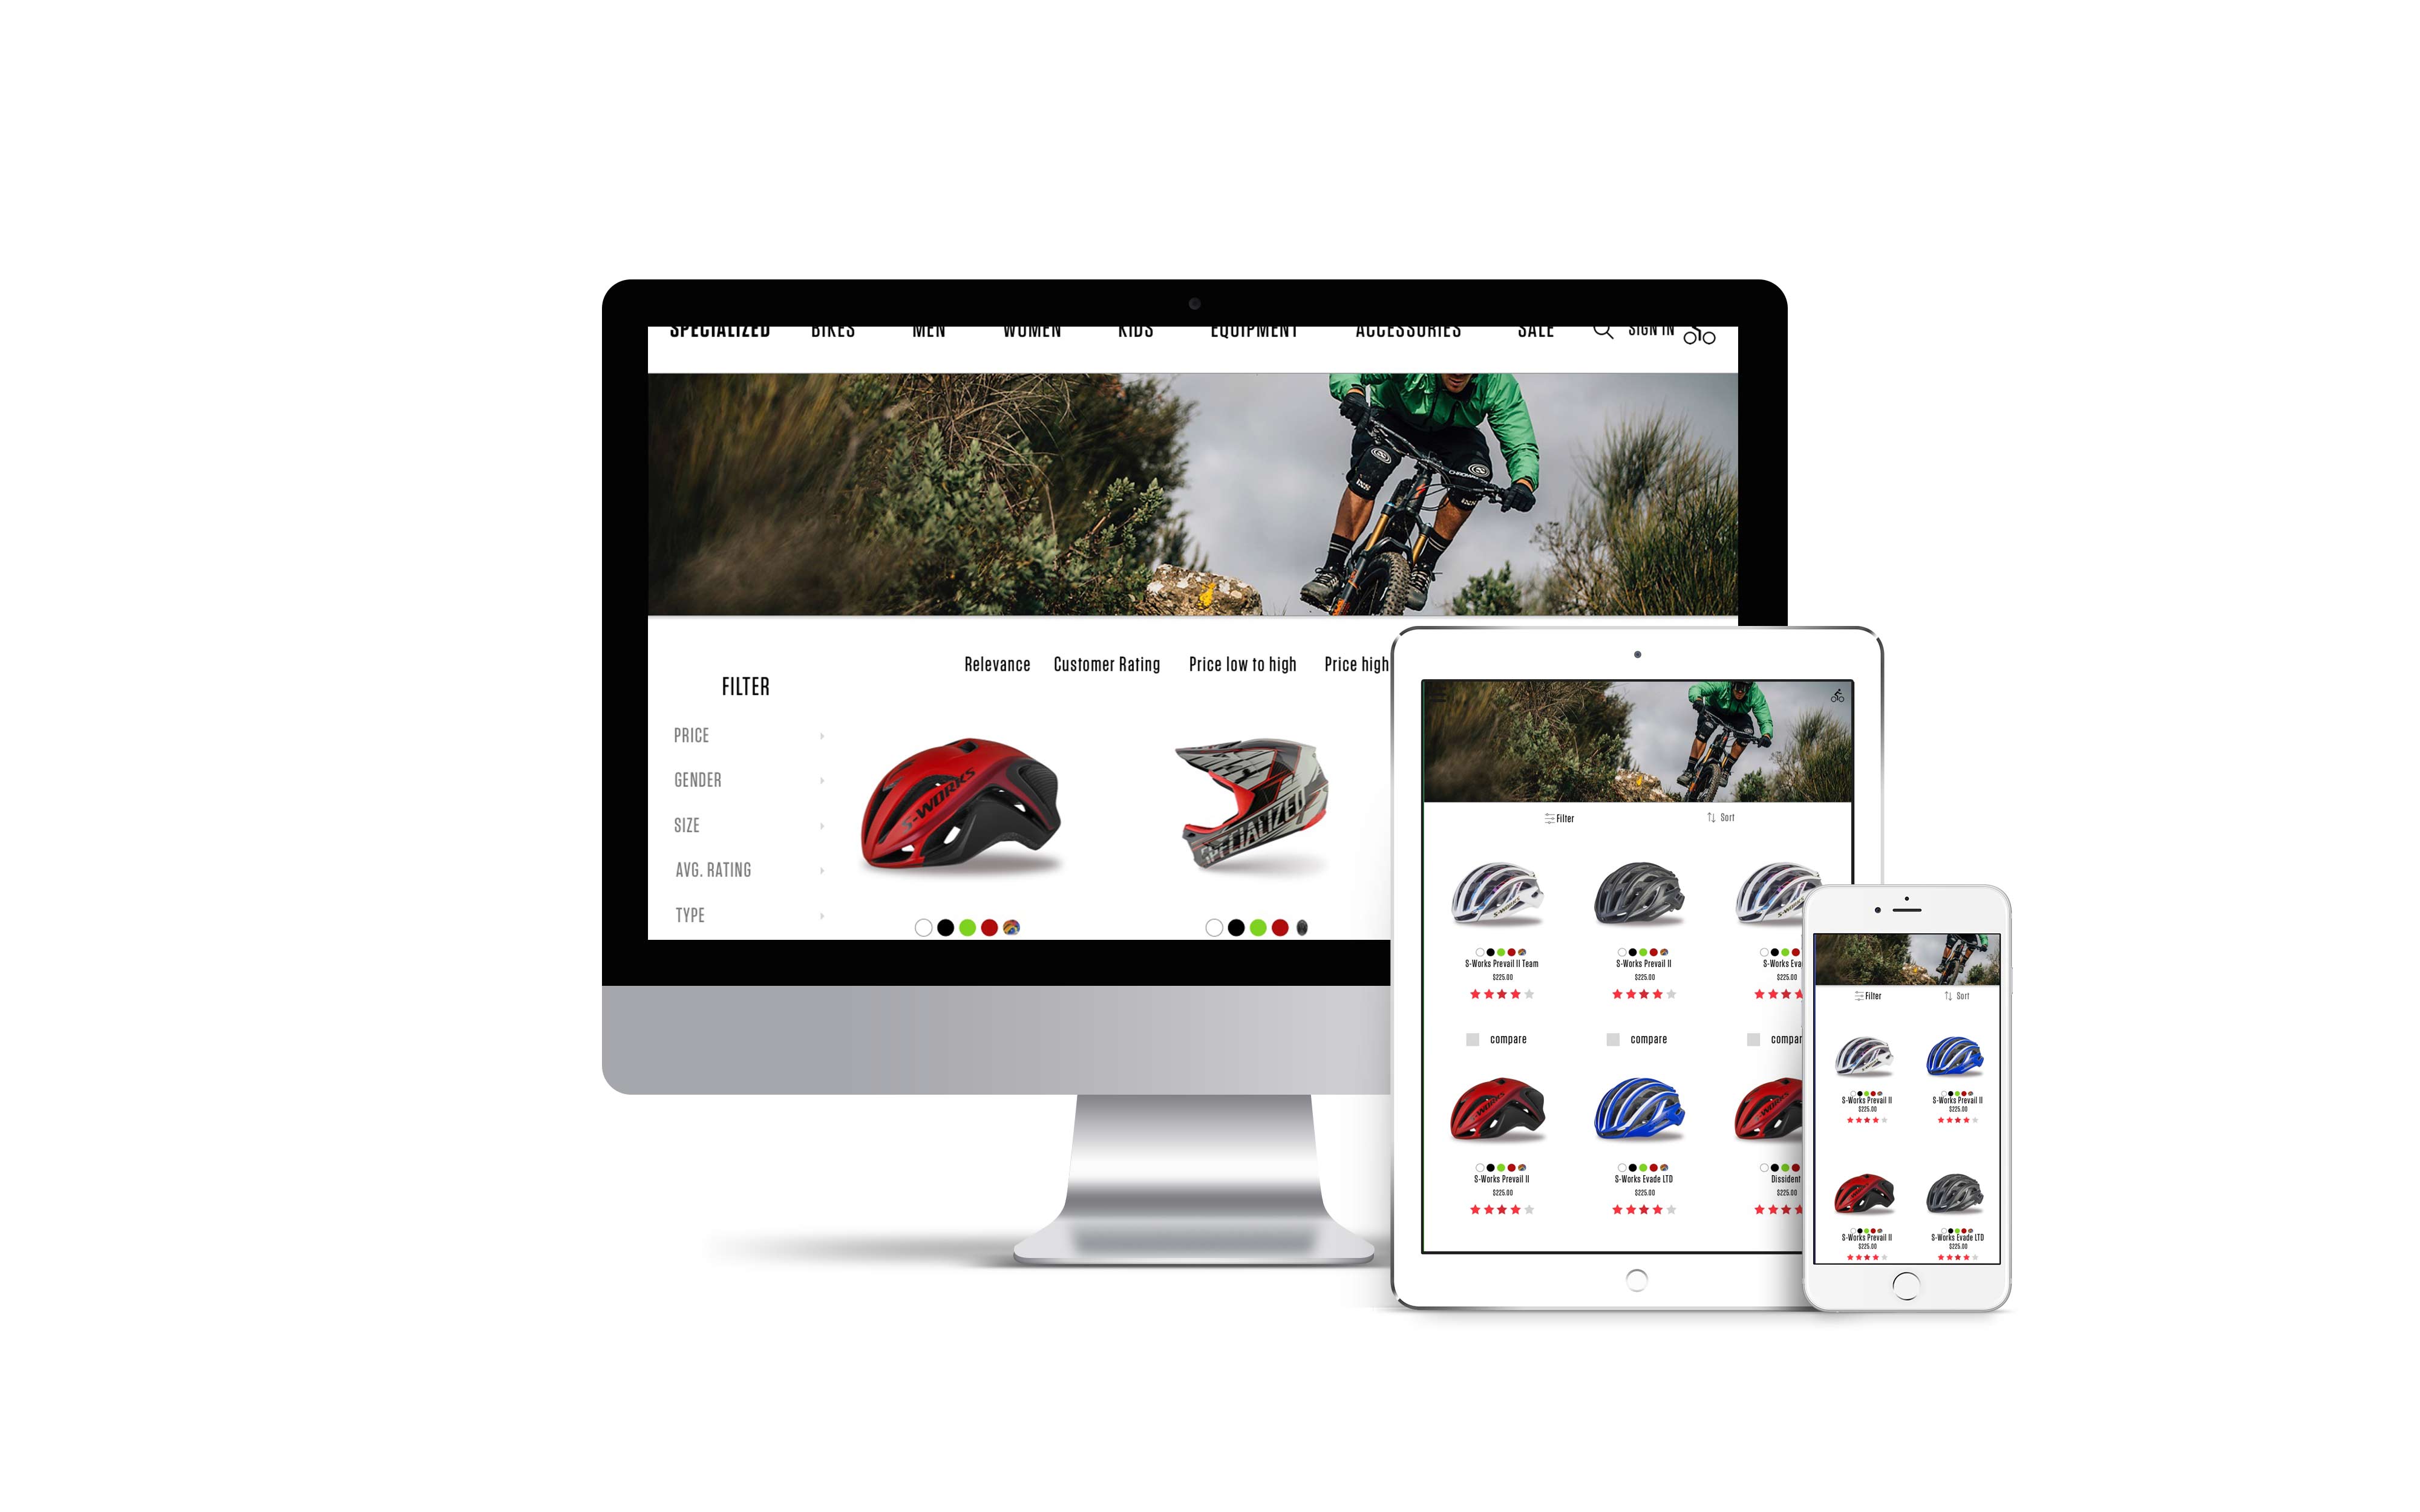 SPECIALIZED BIKES MEN WOMEN KIDS EQUIPMENT ACCESSORIES SALE SIGN IN
Relevance Customer Rating Price low to high Price high
FILTER
PRICE
GENDER
SIZE
AVG. RATING
TYPE
S-WORKS
SPECIALIZED
Filter Sort
S-Works Prevail II Team S-Works Prevail II S-Works Eva
$225.00 $225.00 $225.00
compare compare compar
S-Works Prevail II S-Works Evade LTD Dissident
$225.00 $225.00 $225.00
Filter Sort
S-Works Prevail II S-Works Prevail II
$225.00 $225.00
S-Works Prevail II S-Works Evade LTD
$225.00 $225.00